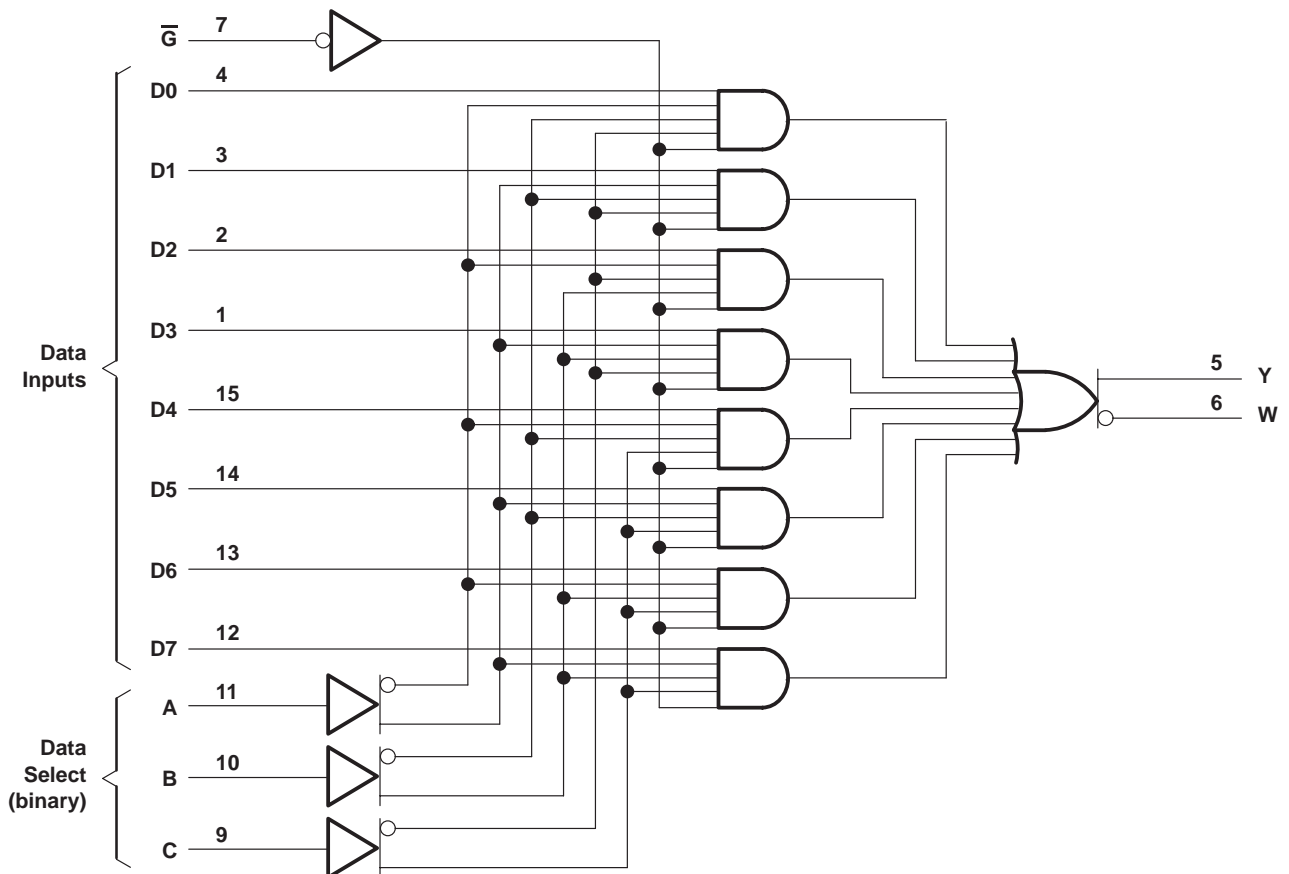 G̅ 7
D0 4
D1 3
D2 2
D3 1
Data
Inputs
D4 15
D5 14
D6 13
D7 12
5 Y
6 W
A 11
Data
Select
(binary)
B 10
C 9